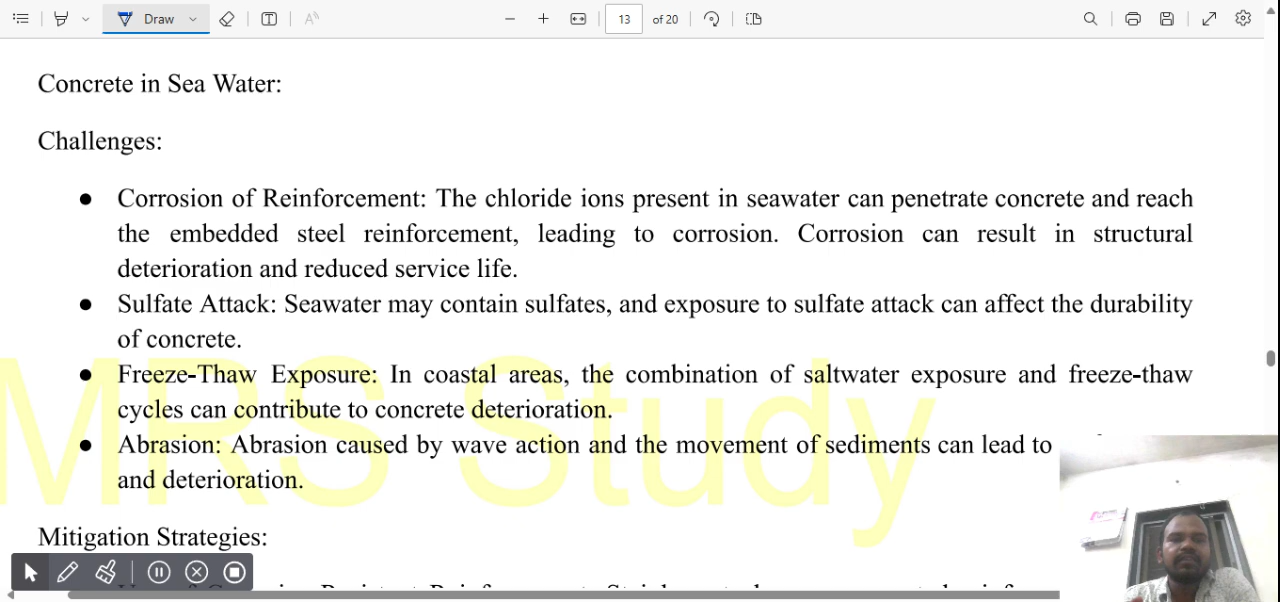 Draw
13 of 20
Concrete in Sea Water:
Challenges:
● Corrosion of Reinforcement: The chloride ions present in seawater can penetrate concrete and reach
the embedded steel reinforcement, leading to corrosion. Corrosion can result in structural
deterioration and reduced service life.
● Sulfate Attack: Seawater may contain sulfates, and exposure to sulfate attack can affect the durability
of concrete.
● Freeze-Thaw Exposure: In coastal areas, the combination of saltwater exposure and freeze-thaw
cycles can contribute to concrete deterioration.
● Abrasion: Abrasion caused by wave action and the movement of sediments can lead to
and deterioration.
MRS Study
Mitigation Strategies: